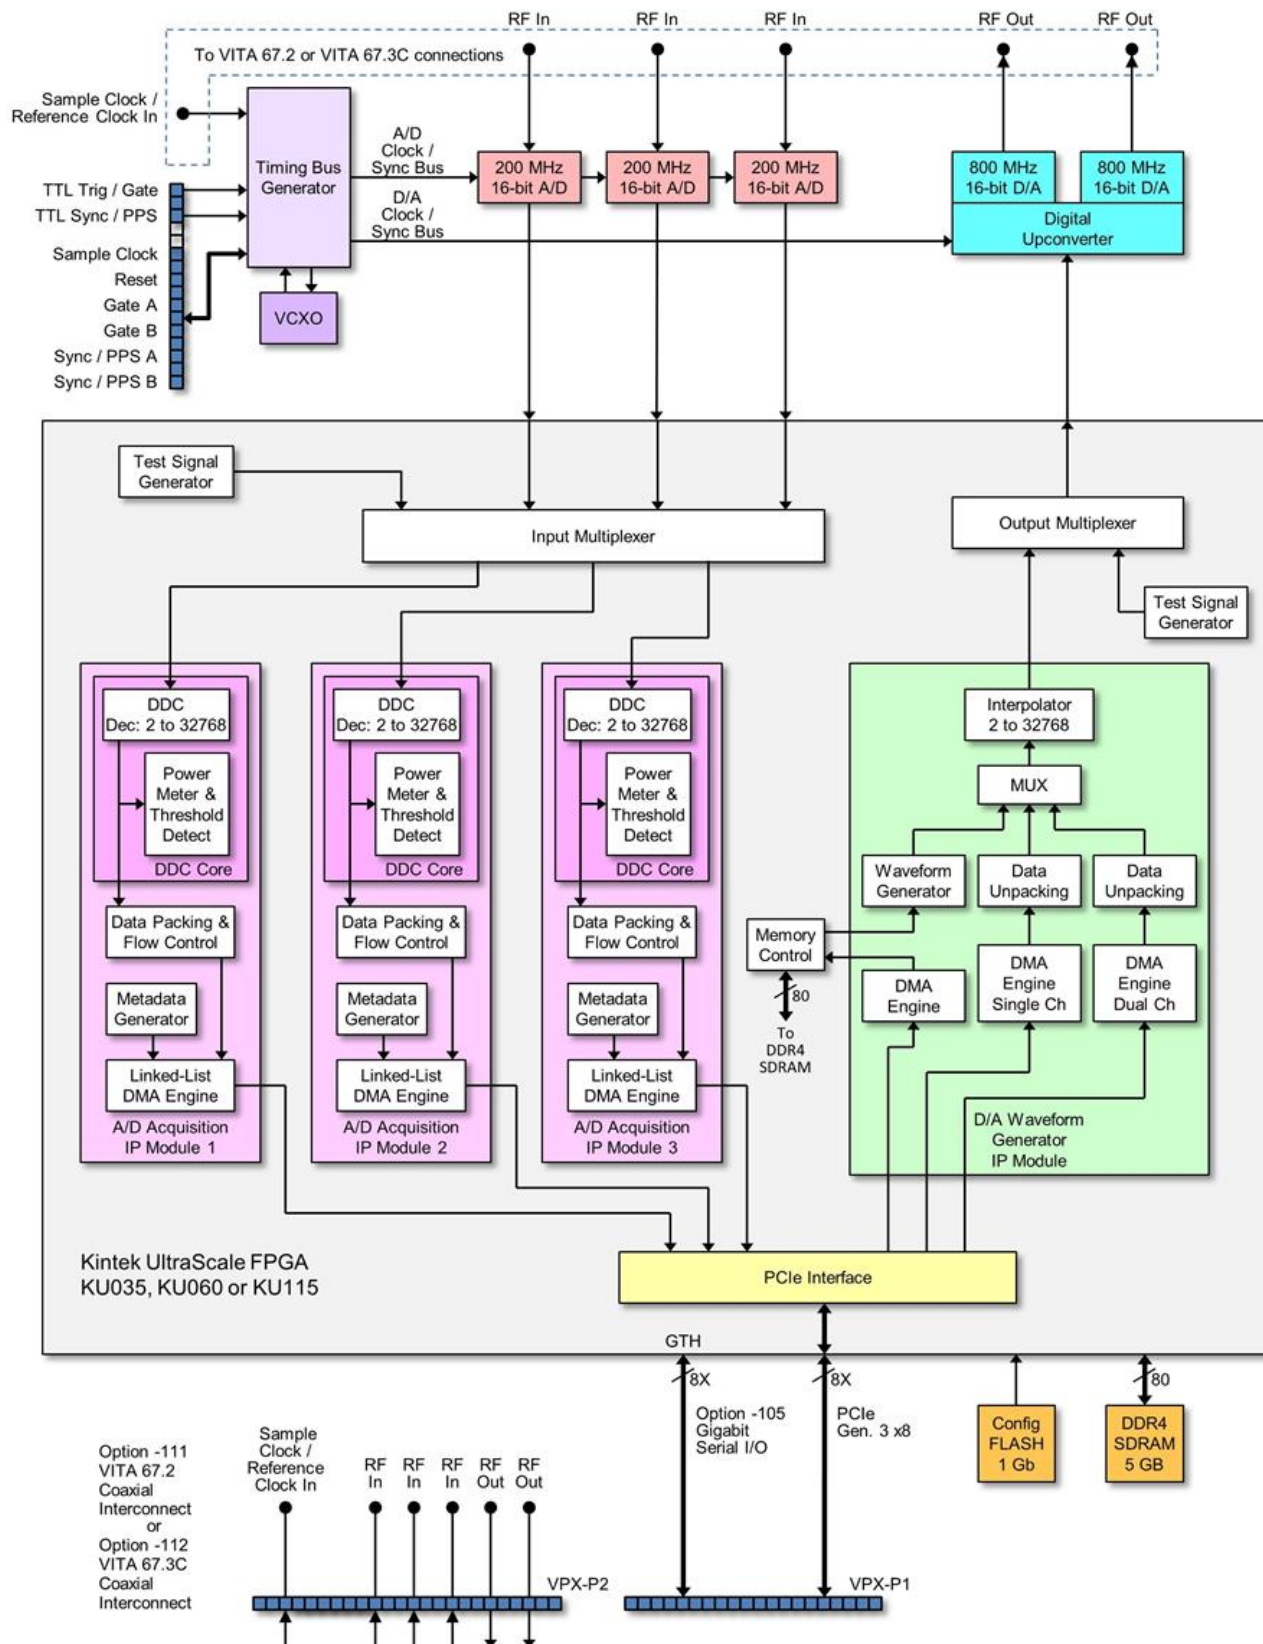 RF In
RF In
RF In
RF Out
RF Out
To VITA 67.2 or VITA 67.3C connections
Sample Clock /
Reference Clock In
Timing Bus
Generator
A/D
Clock /
Sync Bus
D/A
Clock /
Sync Bus
200 MHz
16-bit A/D
200 MHz
16-bit A/D
200 MHz
16-bit A/D
800 MHz
16-bit D/A
800 MHz
16-bit D/A
Digital
Upconverter
TTL Trig / Gate
TTL Sync / PPS
Sample Clock
Reset
Gate A
Gate B
Sync / PPS A
Sync / PPS B
VCXO
Test Signal
Generator
Input Multiplexer
Output Multiplexer
Test Signal
Generator
DDC
Dec: 2 to 32768
Power
Meter &
Threshold
Detect
DDC Core
Data Packing &
Flow Control
Metadata
Generator
Linked-List
DMA Engine
A/D Acquisition
IP Module 1
DDC
Dec: 2 to 32768
Power
Meter &
Threshold
Detect
DDC Core
Data Packing &
Flow Control
Metadata
Generator
Linked-List
DMA Engine
A/D Acquisition
IP Module 2
DDC
Dec: 2 to 32768
Power
Meter &
Threshold
Detect
DDC Core
Data Packing &
Flow Control
Metadata
Generator
Linked-List
DMA Engine
A/D Acquisition
IP Module 3
Interpolator
2 to 32768
MUX
Waveform
Generator
Data
Unpacking
Data
Unpacking
Memory
Control
80
To
DDR4
SDRAM
DMA
Engine
DMA
Engine
Single Ch
DMA
Engine
Dual Ch
D/A Waveform
Generator
IP Module
Kintek UltraScale FPGA
KU035, KU060 or KU115
PCIe Interface
GTH
8X
8X
80
Option -105
Gigabit
Serial I/O
PCIe
Gen. 3 x8
Config
FLASH
1 Gb
DDR4
SDRAM
5 GB
Option -111
VITA 67.2
Coaxial
Interconnect
or
Option -112
VITA 67.3C
Coaxial
Interconnect
Sample
Clock /
Reference
Clock In
RF
In
RF
In
RF
In
RF
Out
RF
Out
VPX-P2
VPX-P1